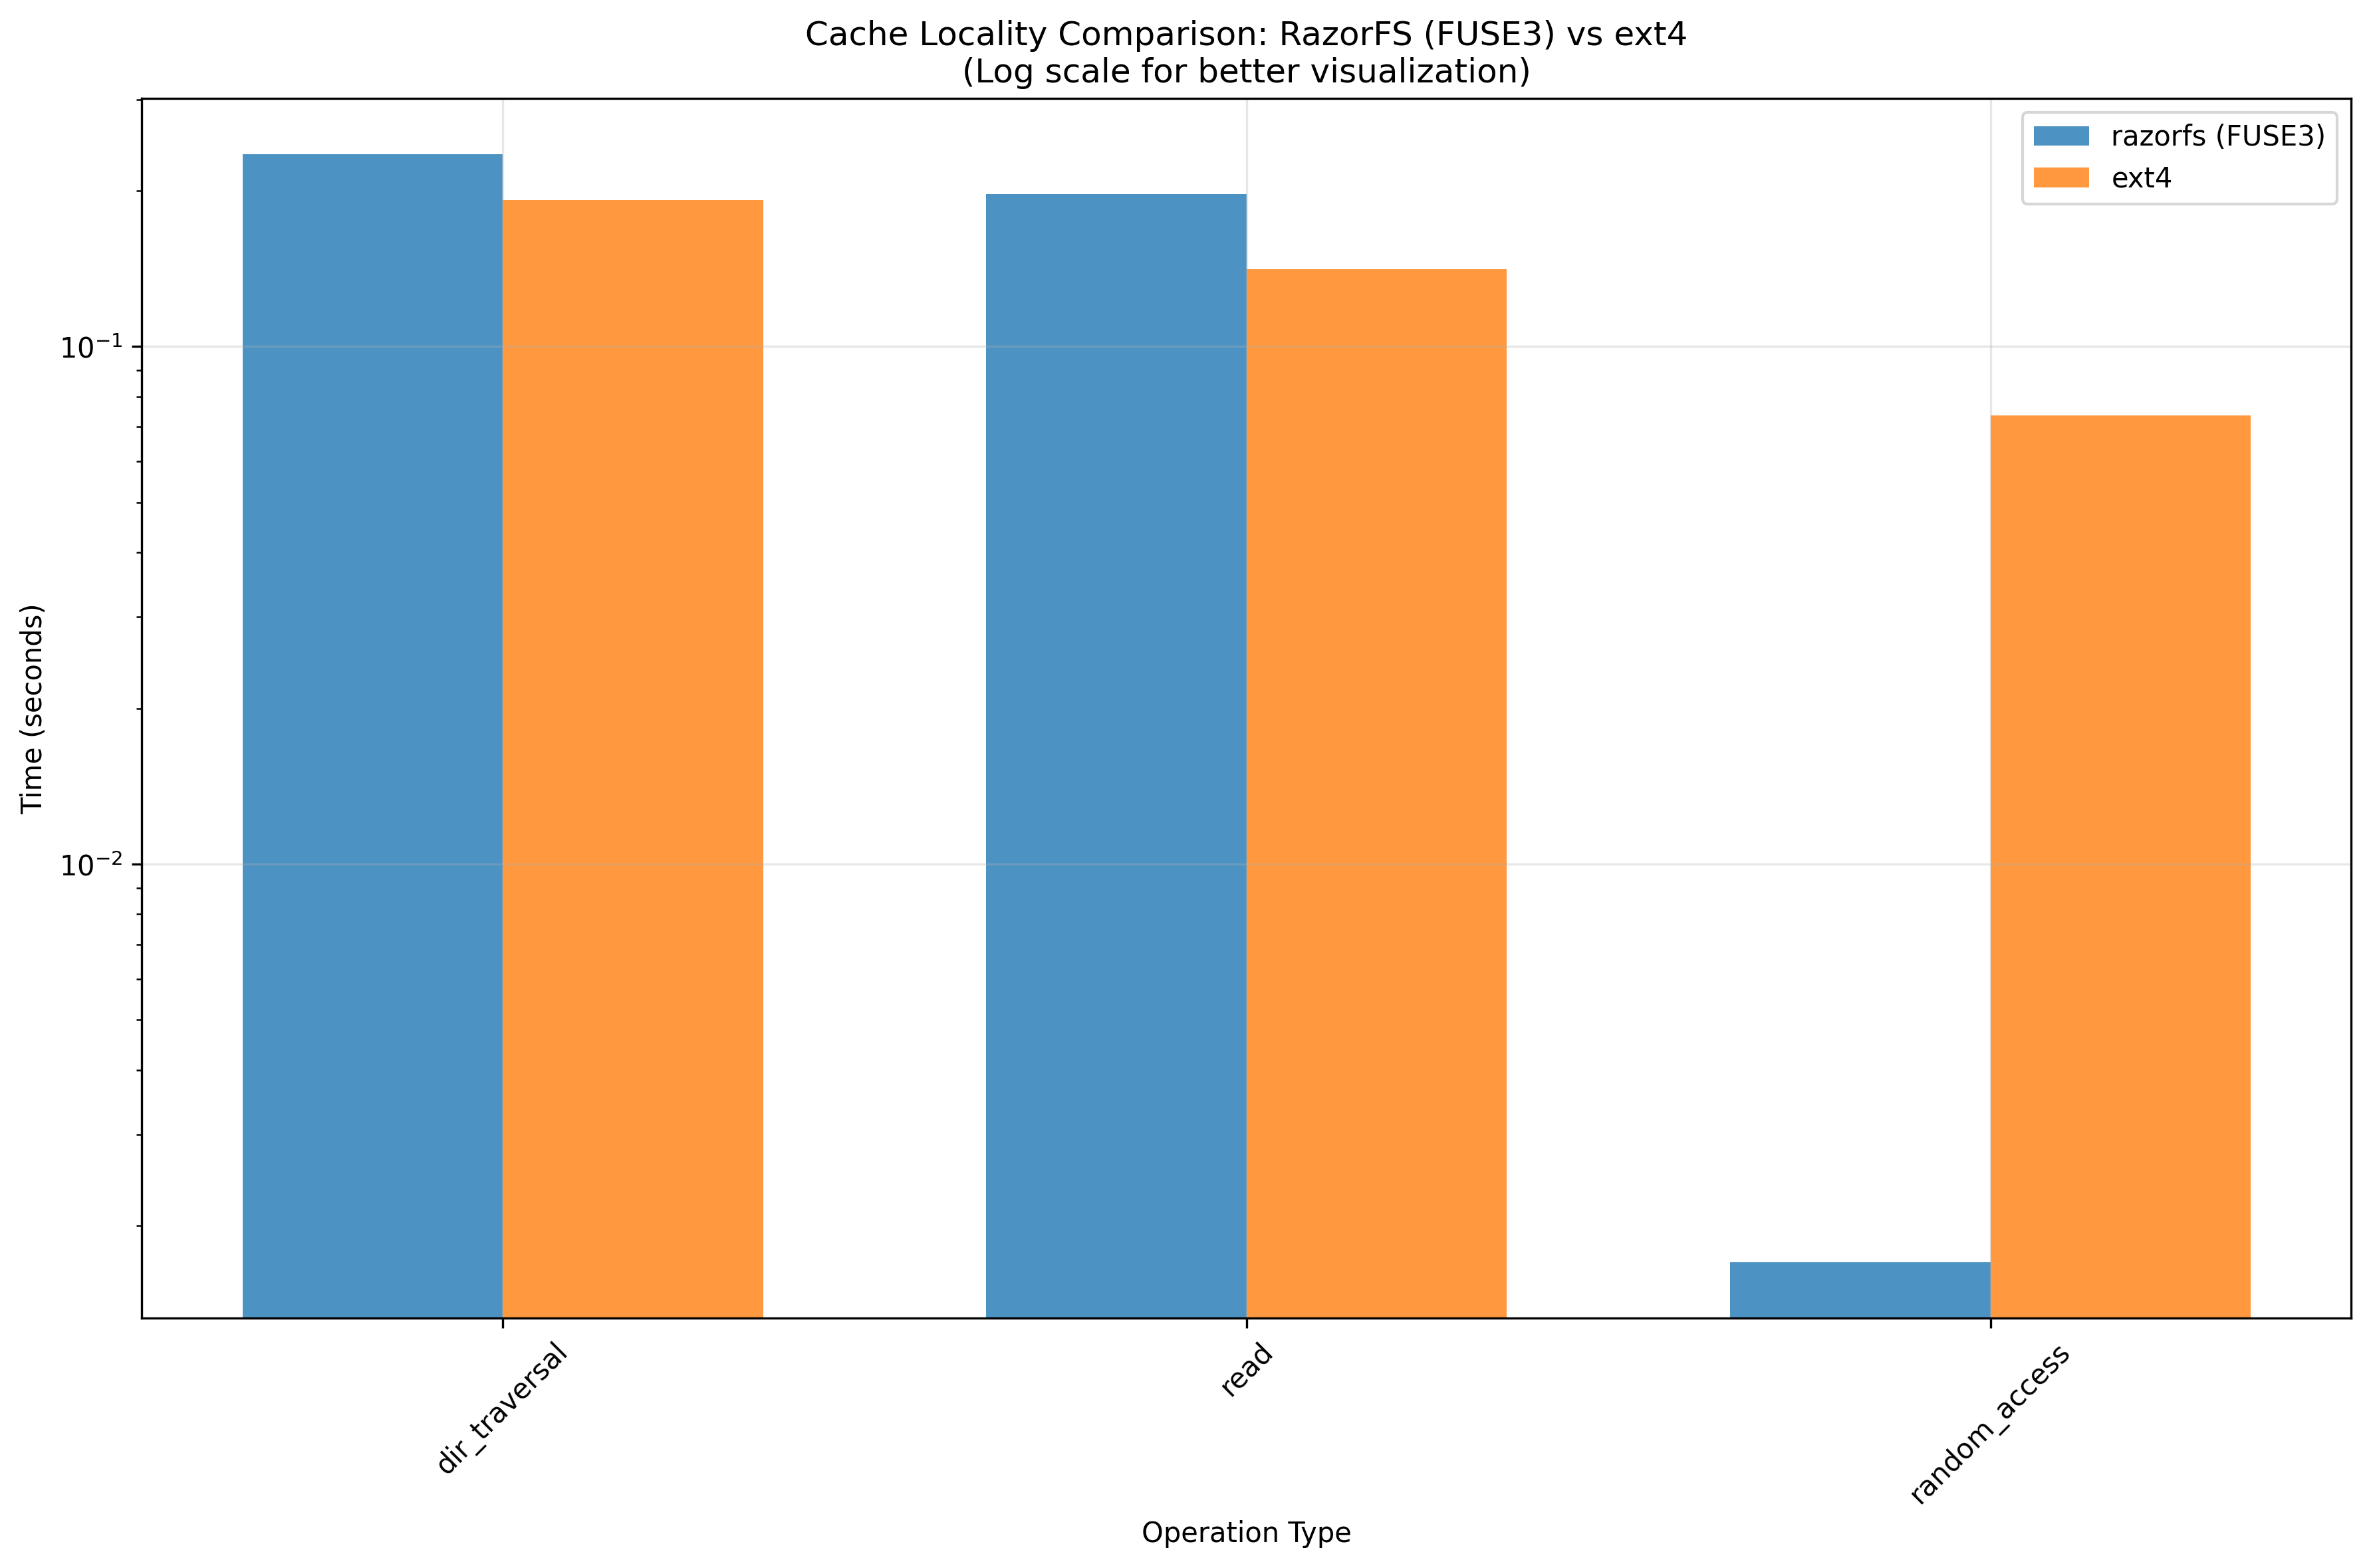 Cache Locality Comparison: RazorFS (FUSE3) vs ext4
(Log scale for better visualization)
razorfs (FUSE3)
ext4
10⁻¹
10⁻²
Time (seconds)
dir_traversal
read
random_access
Operation Type